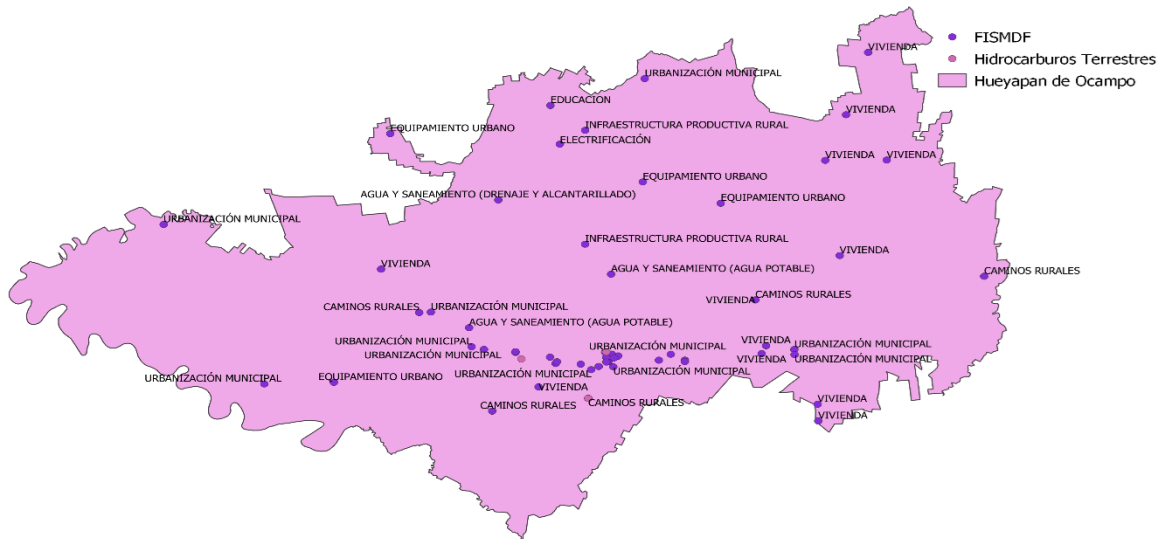 FISMDF
Hidrocarburos Terrestres
Hueyapan de Ocampo
VIVIENDA
URBANIZACIÓN MUNICIPAL
EDUCACION
VIVIENDA
INFRAESTRUCTURA PRODUCTIVA RURAL
EQUIPAMIENTO URBANO
ELECTRIFICACIÓN
VIVIENDA
VIVIENDA
EQUIPAMIENTO URBANO
AGUA Y SANEAMIENTO (DRENAJE Y ALCANTARILLADO)
EQUIPAMIENTO URBANO
URBANIZACIÓN MUNICIPAL
INFRAESTRUCTURA PRODUCTIVA RURAL
VIVIENDA
VIVIENDA
AGUA Y SANEAMIENTO (AGUA POTABLE)
CAMINOS RURALES
VIVIENDA
CAMINOS RURALES
CAMINOS RURALES
URBANIZACIÓN MUNICIPAL
AGUA Y SANEAMIENTO (AGUA POTABLE)
URBANIZACIÓN MUNICIPAL
URBANIZACIÓN MUNICIPAL
VIVIENDA
URBANIZACIÓN MUNICIPAL
URBANIZACIÓN MUNICIPAL
VIVIENDA
URBANIZACIÓN MUNICIPAL
URBANIZACIÓN MUNICIPAL
URBANIZACIÓN MUNICIPAL
URBANIZACIÓN MUNICIPAL
EQUIPAMIENTO URBANO
VIVIENDA
CAMINOS RURALES
CAMINOS RURALES
VIVIENDA
VIVIENDA